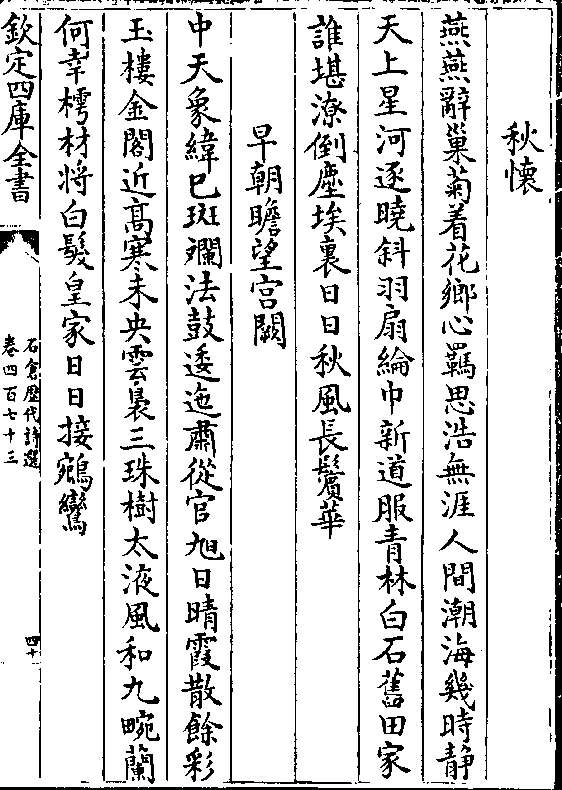 秋懐
燕燕辭巢菊着花鄉心羈思浩無涯人間潮海幾時靜
天上星河逐曉斜羽扇綸巾新道服青林白石舊田家
誰堪潦倒塵埃裏日日秋風長鬢華
早朝瞻望宫闕
中天象緯已斑斕法鼓逶迤肅從官旭日晴霞散餘彩
玉樓金閣近髙寒未央雲裊三珠樹太液風和九畹蘭
何幸樗材將白髮皇家日日接鵷鸞
欽定四庫全書
石倉歷代詩選
卷四百七十三
四十